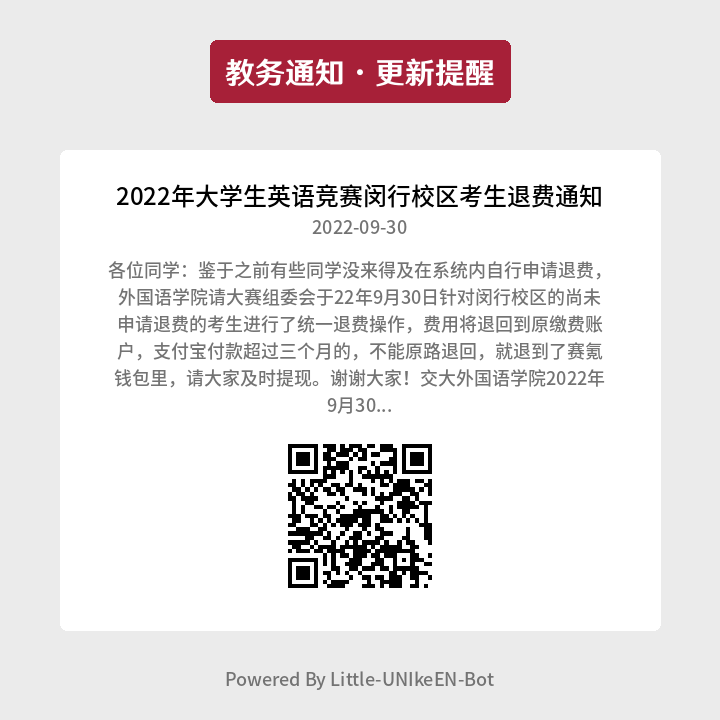 教务通知·更新提醒
2022年大学生英语竞赛闵行校区考生退费通知
2022-09-30
各位同学：鉴于之前有些同学没来得及在系统内自行申请退费，
外国语学院请大赛组委会于22年9月30日针对闵行校区的尚未
申请退费的考生进行了统一退费操作，费用将退回到原缴费账
户，支付宝付款超过三个月的，不能原路退回，就退到了赛氪
钱包里，请大家及时提现。谢谢大家！交大外国语学院2022年
9月30...
Powered By Little-UNIkeEN-Bot